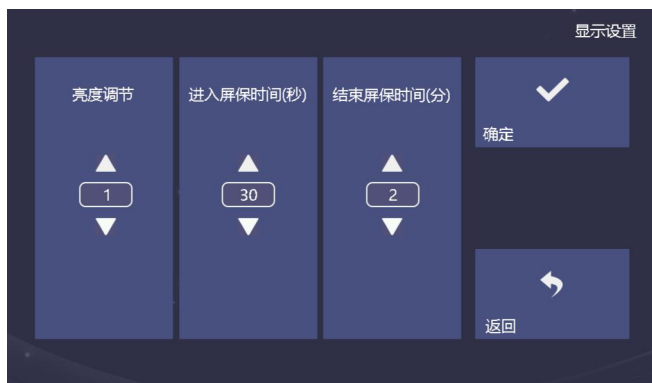 显示设置
亮度调节
1
进入屏保时间(秒)
30
结束屏保时间(分)
2
确定
返回